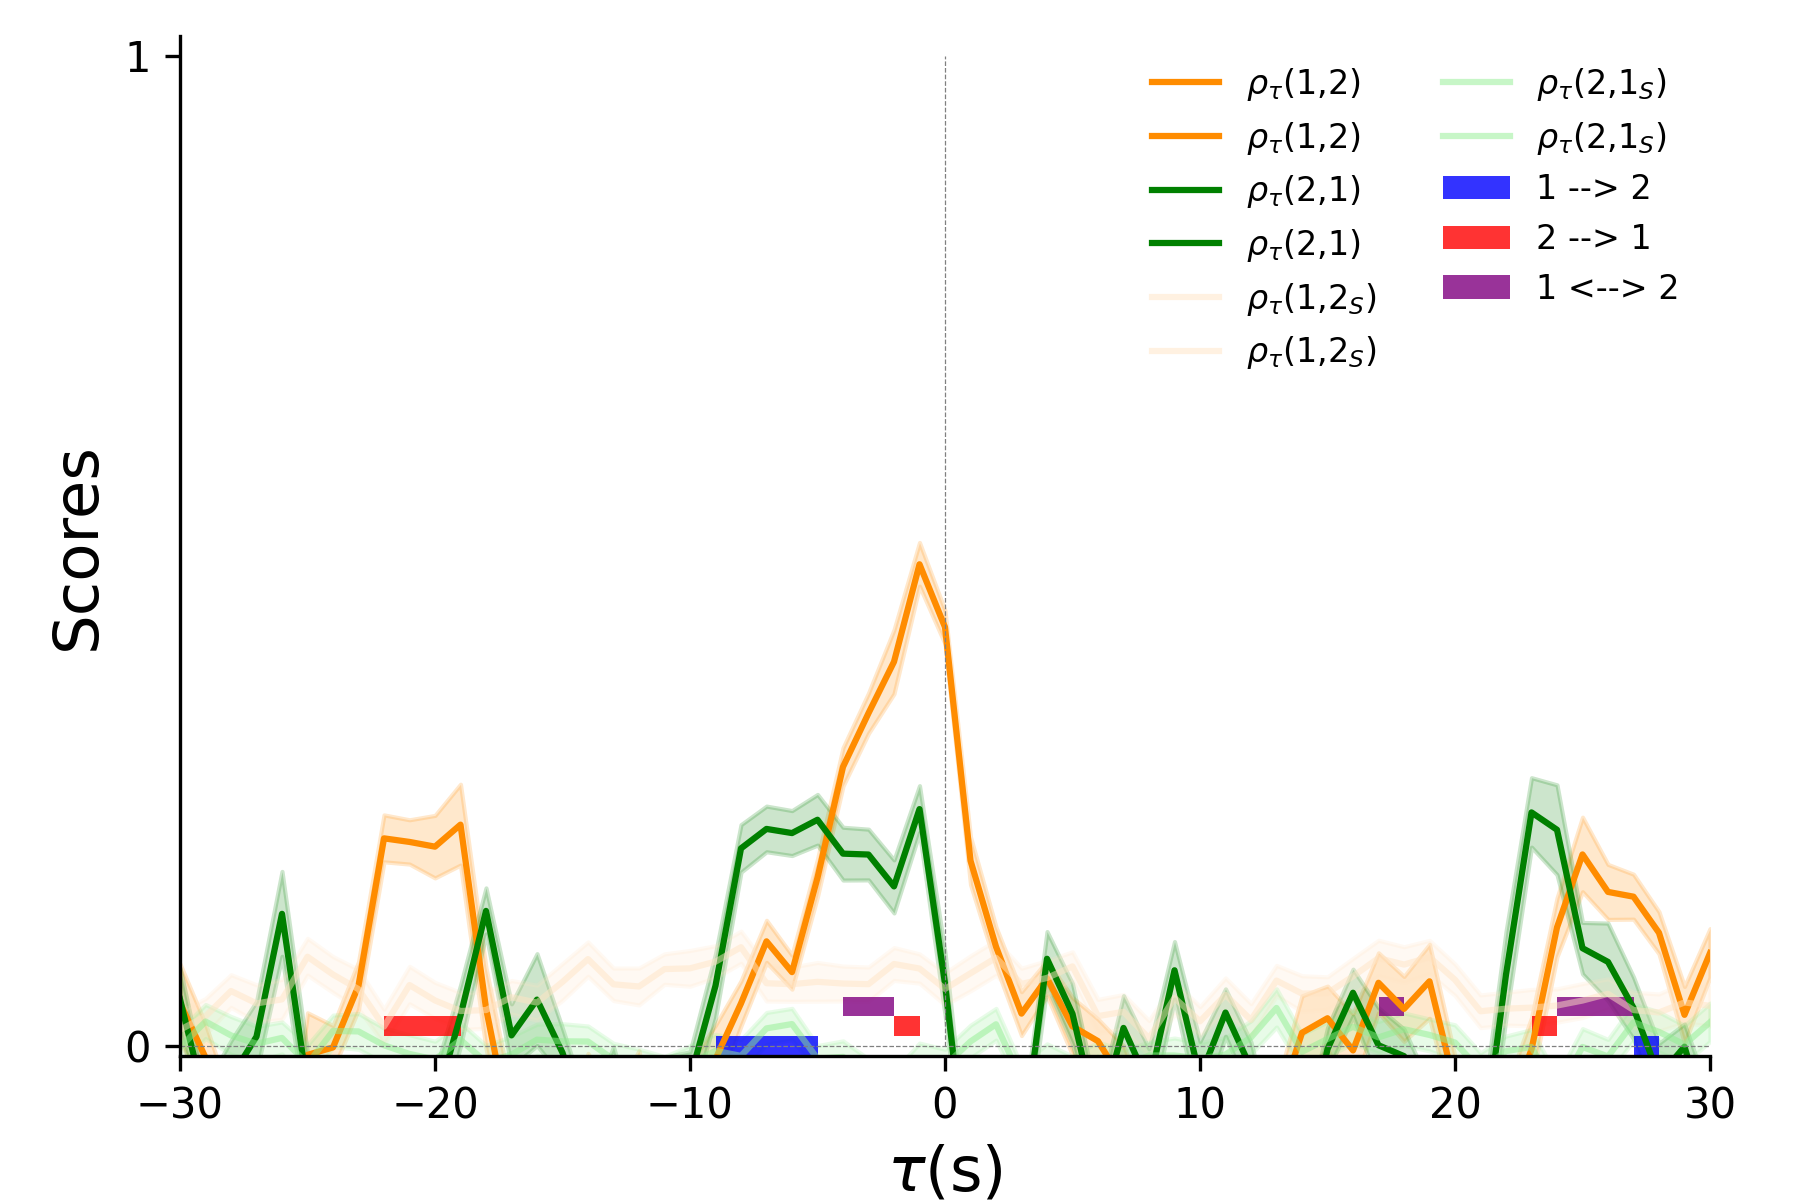 1
0
Scores
−30 −20 −10 0 10 20 30
τ(s)
ρτ(1,2)
ρτ(1,2)
ρτ(2,1)
ρτ(2,1)
ρτ(1,2S)
ρτ(1,2S)
ρτ(2,1S)
ρτ(2,1S)
1 --> 2
2 --> 1
1 <--> 2